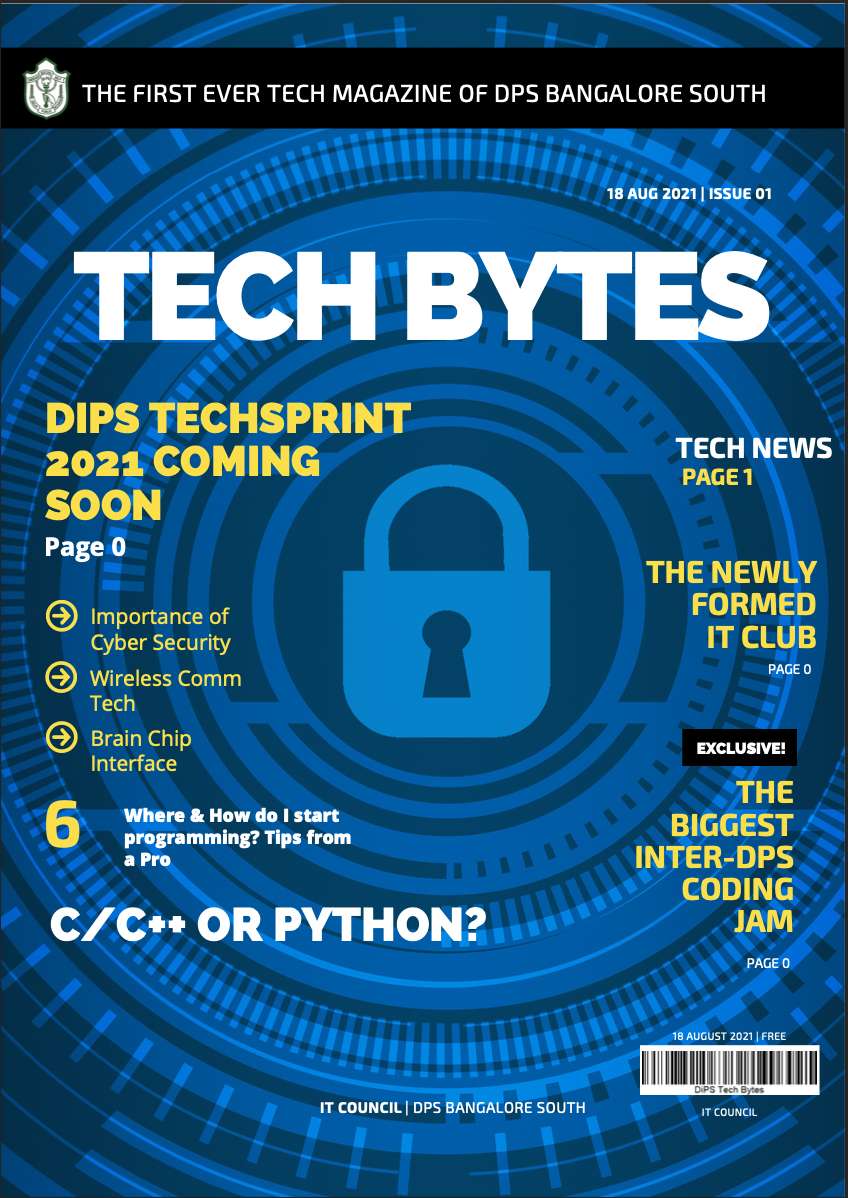 THE FIRST EVER TECH MAGAZINE OF DPS BANGALORE SOUTH
18 AUG 2021 | ISSUE 01
TECH BYTES
DIPS TECHSPRINT
2021 COMING
SOON
Page 0
Importance of
Cyber Security
Wireless Comm
Tech
Brain Chip
Interface
6
Where & How do I start
programming? Tips from
a Pro
C/C++ OR PYTHON?
TECH NEWS
PAGE 1
THE NEWLY
FORMED
IT CLUB
PAGE 0
EXCLUSIVE!
THE
BIGGEST
INTER-DPS
CODING
JAM
PAGE 0
18 AUGUST 2021 | FREE
DiPS Tech Bytes
IT COUNCIL
IT COUNCIL | DPS BANGALORE SOUTH